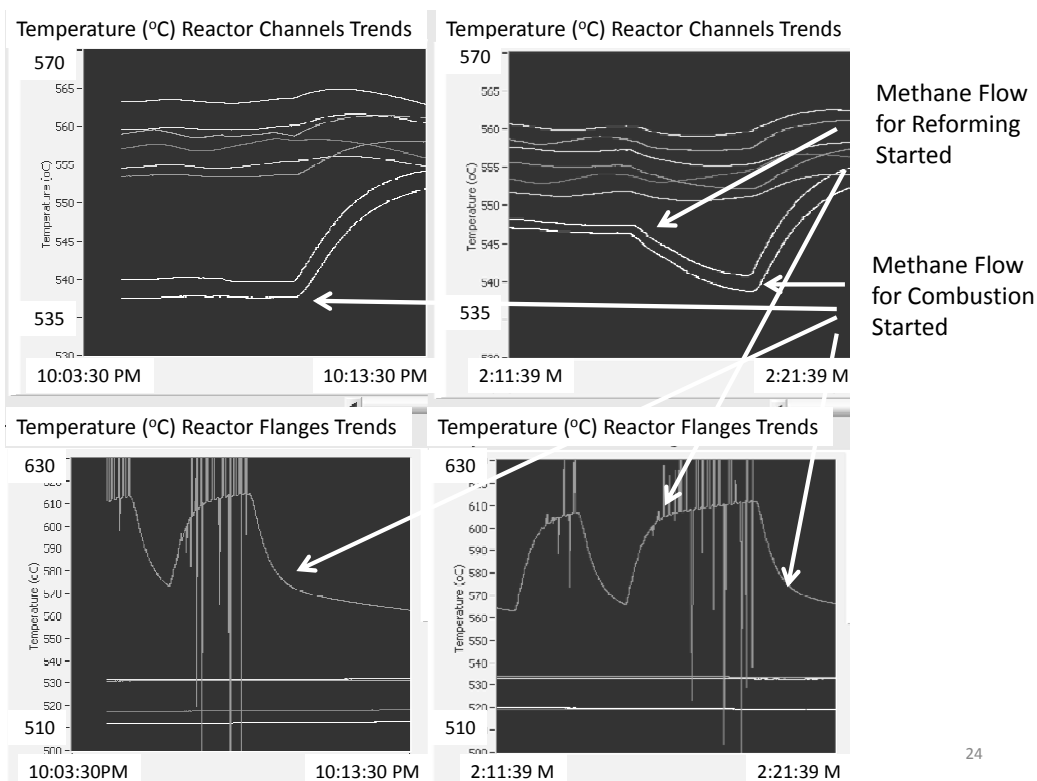 Temperature (°C) Reactor Channels Trends
570
565
560
555
550
545
540
535
530
Temperature (oC)
10:03:30 PM
10:13:30 PM
Temperature (°C) Reactor Channels Trends
570
565
560
555
550
545
540
535
530
Temperature (oC)
2:11:39 M
2:21:39 M
Methane Flow
for Reforming
Started
Methane Flow
for Combustion
Started
Temperature (°C) Reactor Flanges Trends
630
620
610
600
590
580
570
560
550
540
530
520
510
500
Temperature (oC)
10:03:30PM
10:13:30 PM
Temperature (°C) Reactor Flanges Trends
630
620
610
600
590
580
570
560
550
540
530
520
510
500
Temperature (oC)
2:11:39 M
2:21:39 M
24